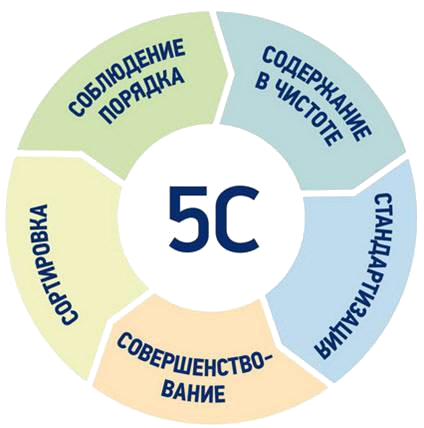 СОБЛЮДЕНИЕ
ПОРЯДКА
СОДЕРЖАНИЕ
В ЧИСТОТЕ
СТАНДАРТИЗАЦИЯ
СОВЕРШЕНСТВО-
ВАНИЕ
СОРТИРОВКА
5С